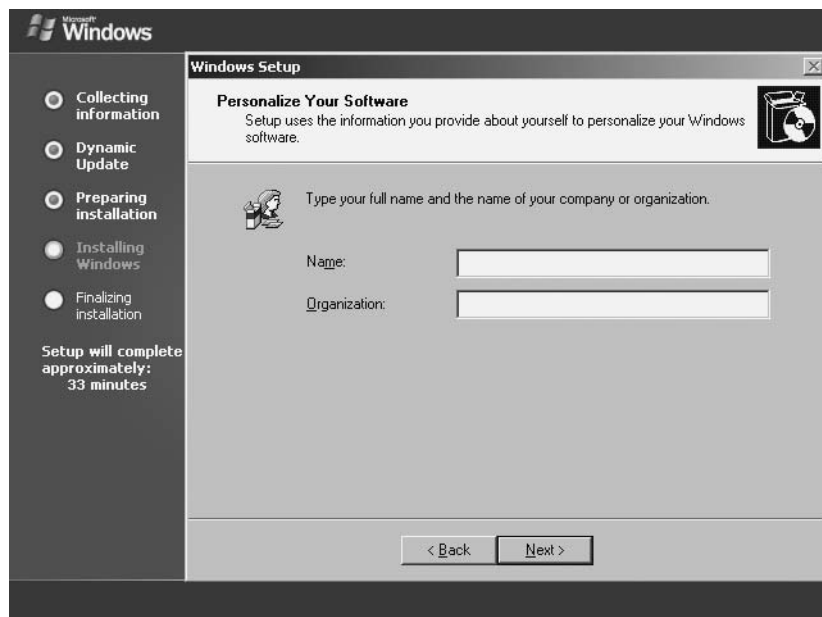 Microsoft
Windows
Collecting
information
Dynamic
Update
Preparing
installation
Installing
Windows
Finalizing
installation
Setup will complete
approximately:
33 minutes
Windows Setup
Personalize Your Software
Setup uses the information you provide about yourself to personalize your Windows
software.
Type your full name and the name of your company or organization.
Name:
Organization:
< Back
Next >